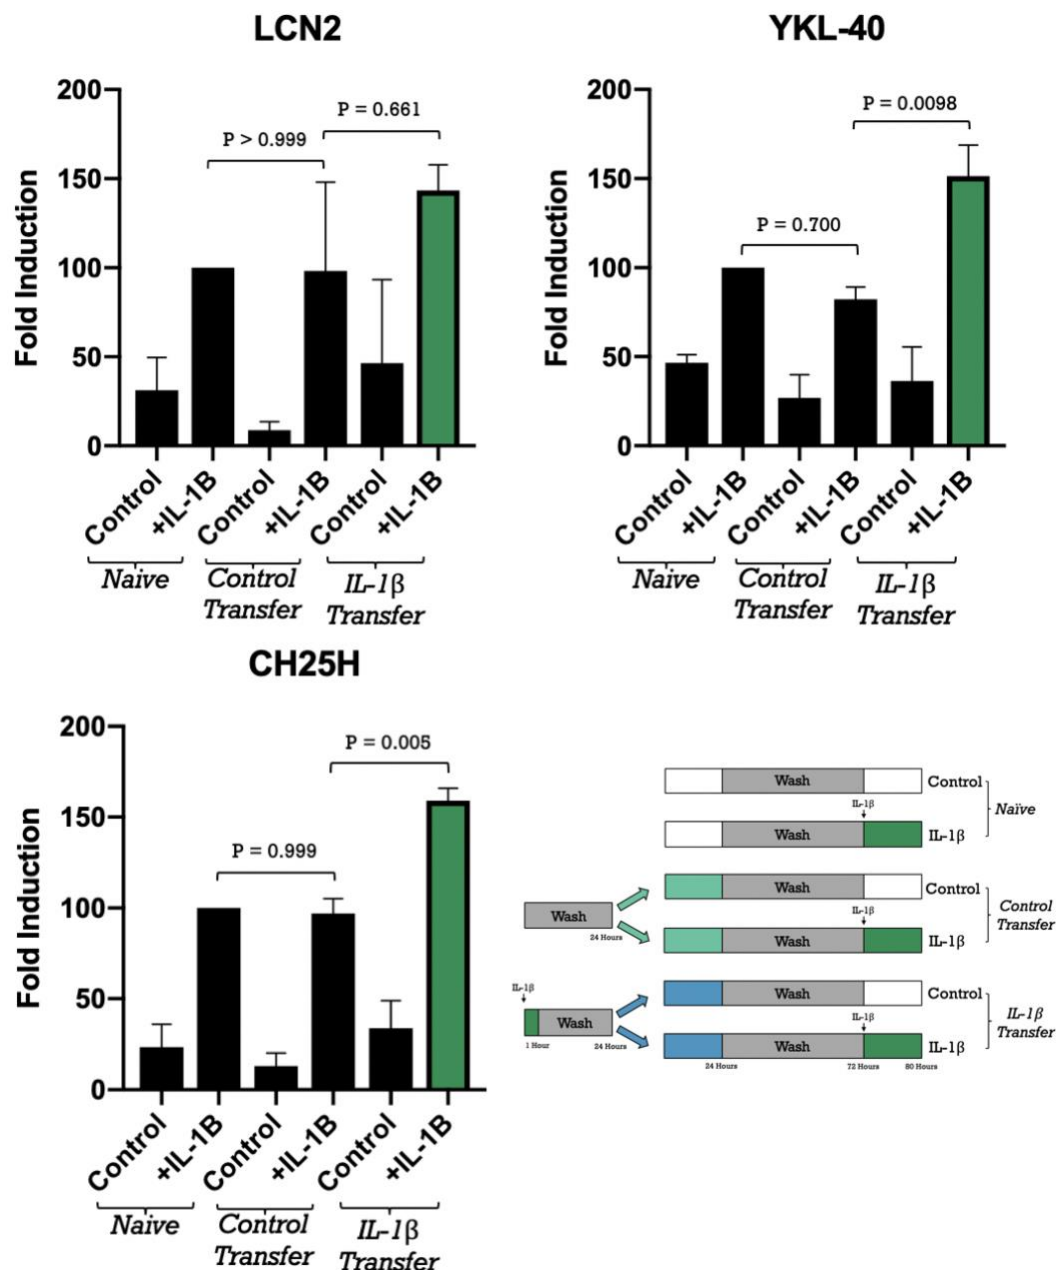 LCN2
200
150
100
50
0
Fold Induction
P > 0.999
P = 0.661
Control
+IL-1B
Control
+IL-1B
Control
+IL-1B
Naive
Control
Transfer
IL-1β
Transfer
YKL-40
200
150
100
50
0
Fold Induction
P = 0.700
P = 0.0098
Control
+IL-1B
Control
+IL-1B
Control
+IL-1B
Naive
Control
Transfer
IL-1β
Transfer
CH25H
200
150
100
50
0
Fold Induction
P = 0.999
P = 0.005
Control
+IL-1B
Control
+IL-1B
Control
+IL-1B
Naive
Control
Transfer
IL-1β
Transfer
Wash
Control
IL-1β
Wash
IL-1β
Naïve
Wash
24 Hours
Wash
Control
IL-1β
Wash
IL-1β
Control
Transfer
IL-1β
Wash
1 Hour
24 Hours
Wash
Control
IL-1β
Wash
IL-1β
IL-1β
Transfer
24 Hours
72 Hours
80 Hours